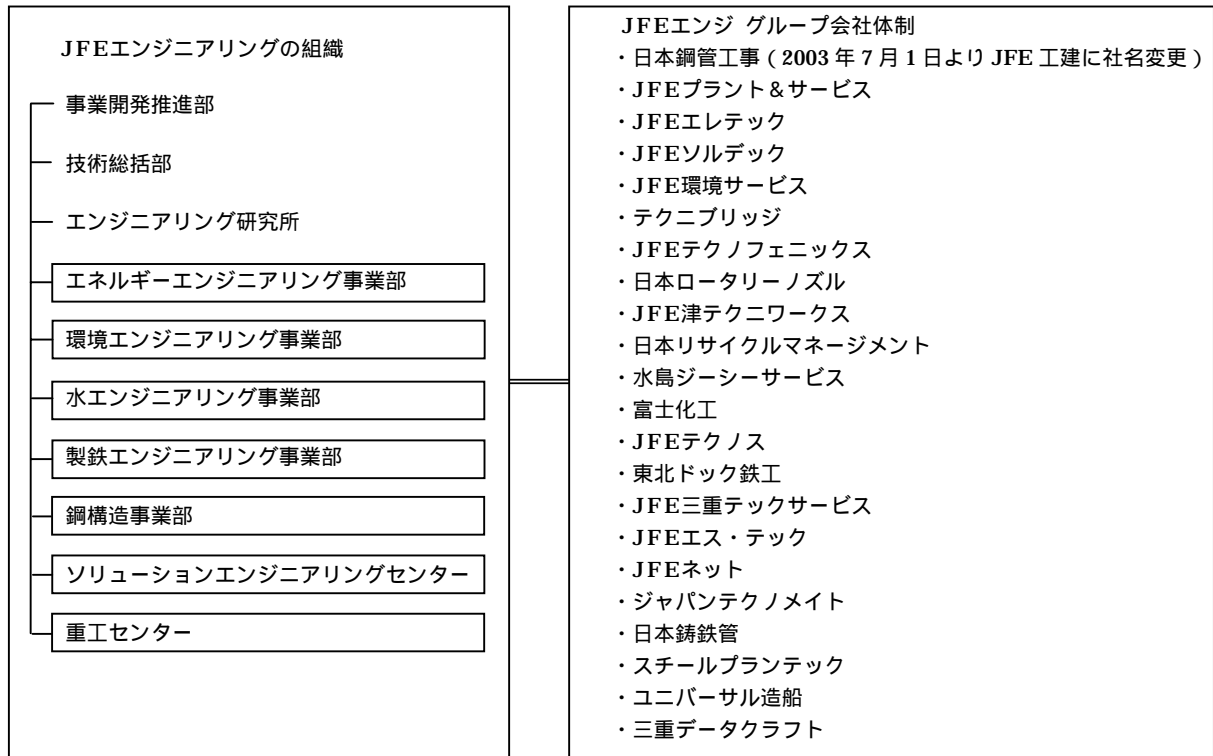 JFEエンジニアリングの組織
事業開発推進部
技術総括部
エンジニアリング研究所
エネルギーエンジニアリング事業部
環境エンジニアリング事業部
水エンジニアリング事業部
製鉄エンジニアリング事業部
鋼構造事業部
ソリューションエンジニアリングセンター
重工センター
JFEエンジ グループ会社体制
・日本鋼管工事(2003年7月1日よりJFE工建に社名変更)
・JFEプラント&サービス
・JFEエレテック
・JFEソルデック
・JFE環境サービス
・テクニブリッジ
・JFEテクノフェニックス
・日本ロータリーノズル
・JFE津テクニワークス
・日本リサイクルマネージメント
・水島ジーシーサービス
・富士化工
・JFEテクノス
・東北ドック鉄工
・JFE三重テックサービス
・JFEエス・テック
・JFEネット
・ジャパンテクノメイト
・日本鋳鉄管
・スチールプランテック
・ユニバーサル造船
・三重データクラフト